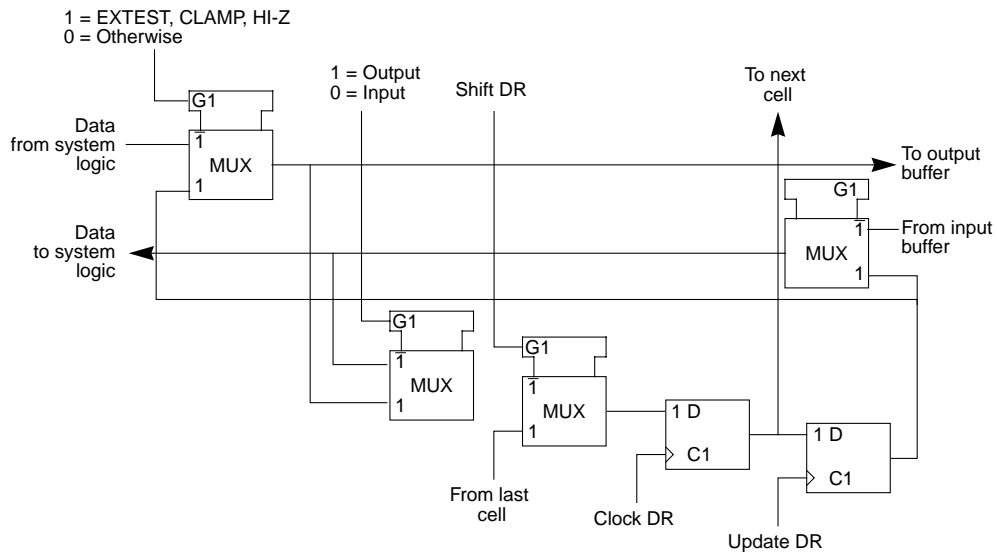 1 = EXTEST, CLAMP, HI-Z
0 = Otherwise
1 = Output
0 = Input
Shift DR
To next
cell
G1
Data
from system
logic
1
MUX
1
To output
buffer
G1
From input
buffer
1
MUX
1
Data
to system
logic
G1
1
MUX
1
G1
1
MUX
1
1 D
C1
1 D
C1
From last
cell
Clock DR
Update DR